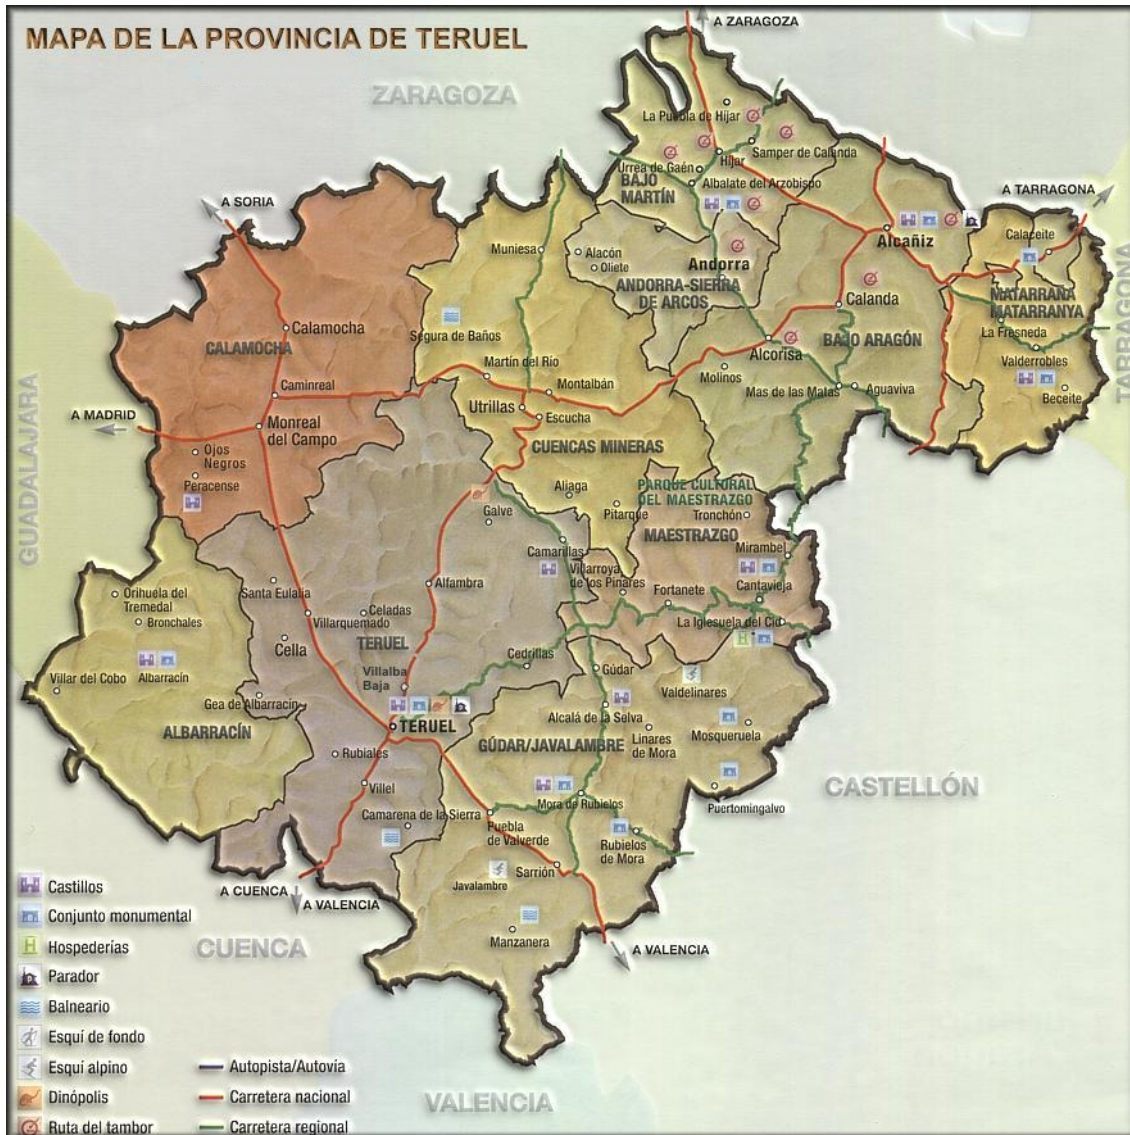 MAPA DE LA PROVINCIA DE TERUEL
A ZARAGOZA
ZARAGOZA
La Puebla de Hijar
Híjar
Samper de Calanda
Urrea de Gaén
BAJO
MARTÍN
Albalate del Arzobispo
A SORIA
A TARRAGONA
Alcañiz
Calaceite
Muniesa
Alacón
Oliete
Andorra
ANDORRA-SIERRA
DE ARCOS
MATARRAÑA
MATARRANYA
TARRAGONA
Calanda
Calamocha
CALAMOCHA
Segura de Baños
Alcorisa
BAJO ARAGÓN
La Fresneda
Valderrobles
Beceite
Martín del Río
Montalbán
Molinos
Mas de las Matas
Aguaviva
GUADALAJARA
Caminreal
A MADRID
Monreal
del Campo
Utrillas
Escucha
CUENCAS MINERAS
Ojos
Negros
Peracense
Aliaga
Pitarque
PARQUE CULTURAL
DEL MAESTRAZGO
Tronchón
MAESTRAZGO
Galve
Camarillas
Mirambel
Villarroya
de los Pinares
Fortanete
Cantavieja
La Iglesuela del Cid
Orihuela del
Tremedal
Bronchales
Santa Eulalia
Villarquemado
Celadas
Alfambra
Cella
TERUEL
Cedrillas
Villar del Cobo
Albarracín
Villalba
Baja
Gúdar
Valdelinares
Gea de Albarracín
ALBARRACÍN
TERUEL
Alcalá de la Selva
GÚDAR/JAVALAMBRE
Linares
de Mora
Mosqueruela
Rubiales
Villel
Mora de Rubielos
Puertomingalvo
CASTELLÓN
Camarena de la Sierra
Puebla
de Valverde
Rubielos
de Mora
Sarrión
Javalambre
Manzanera
A CUENCA
A VALENCIA
A VALENCIA
CUENCA
VALENCIA
Castillos
Conjunto monumental
Hospederías
Parador
Balneario
Esquí de fondo
Esquí alpino
Dinópolis
Ruta del tambor
Autopista/Autovia
Carretera nacional
Carretera regional